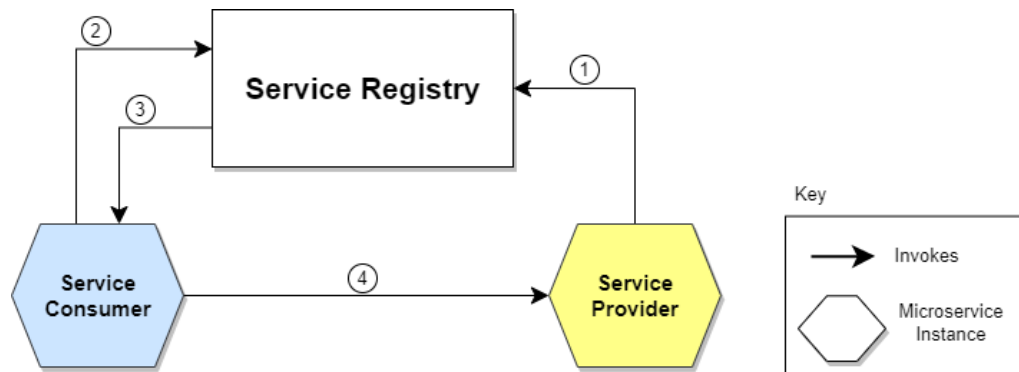 2
1
Service Registry
3
Key
Service
Consumer
4
Service
Provider
Invokes
Microservice
Instance